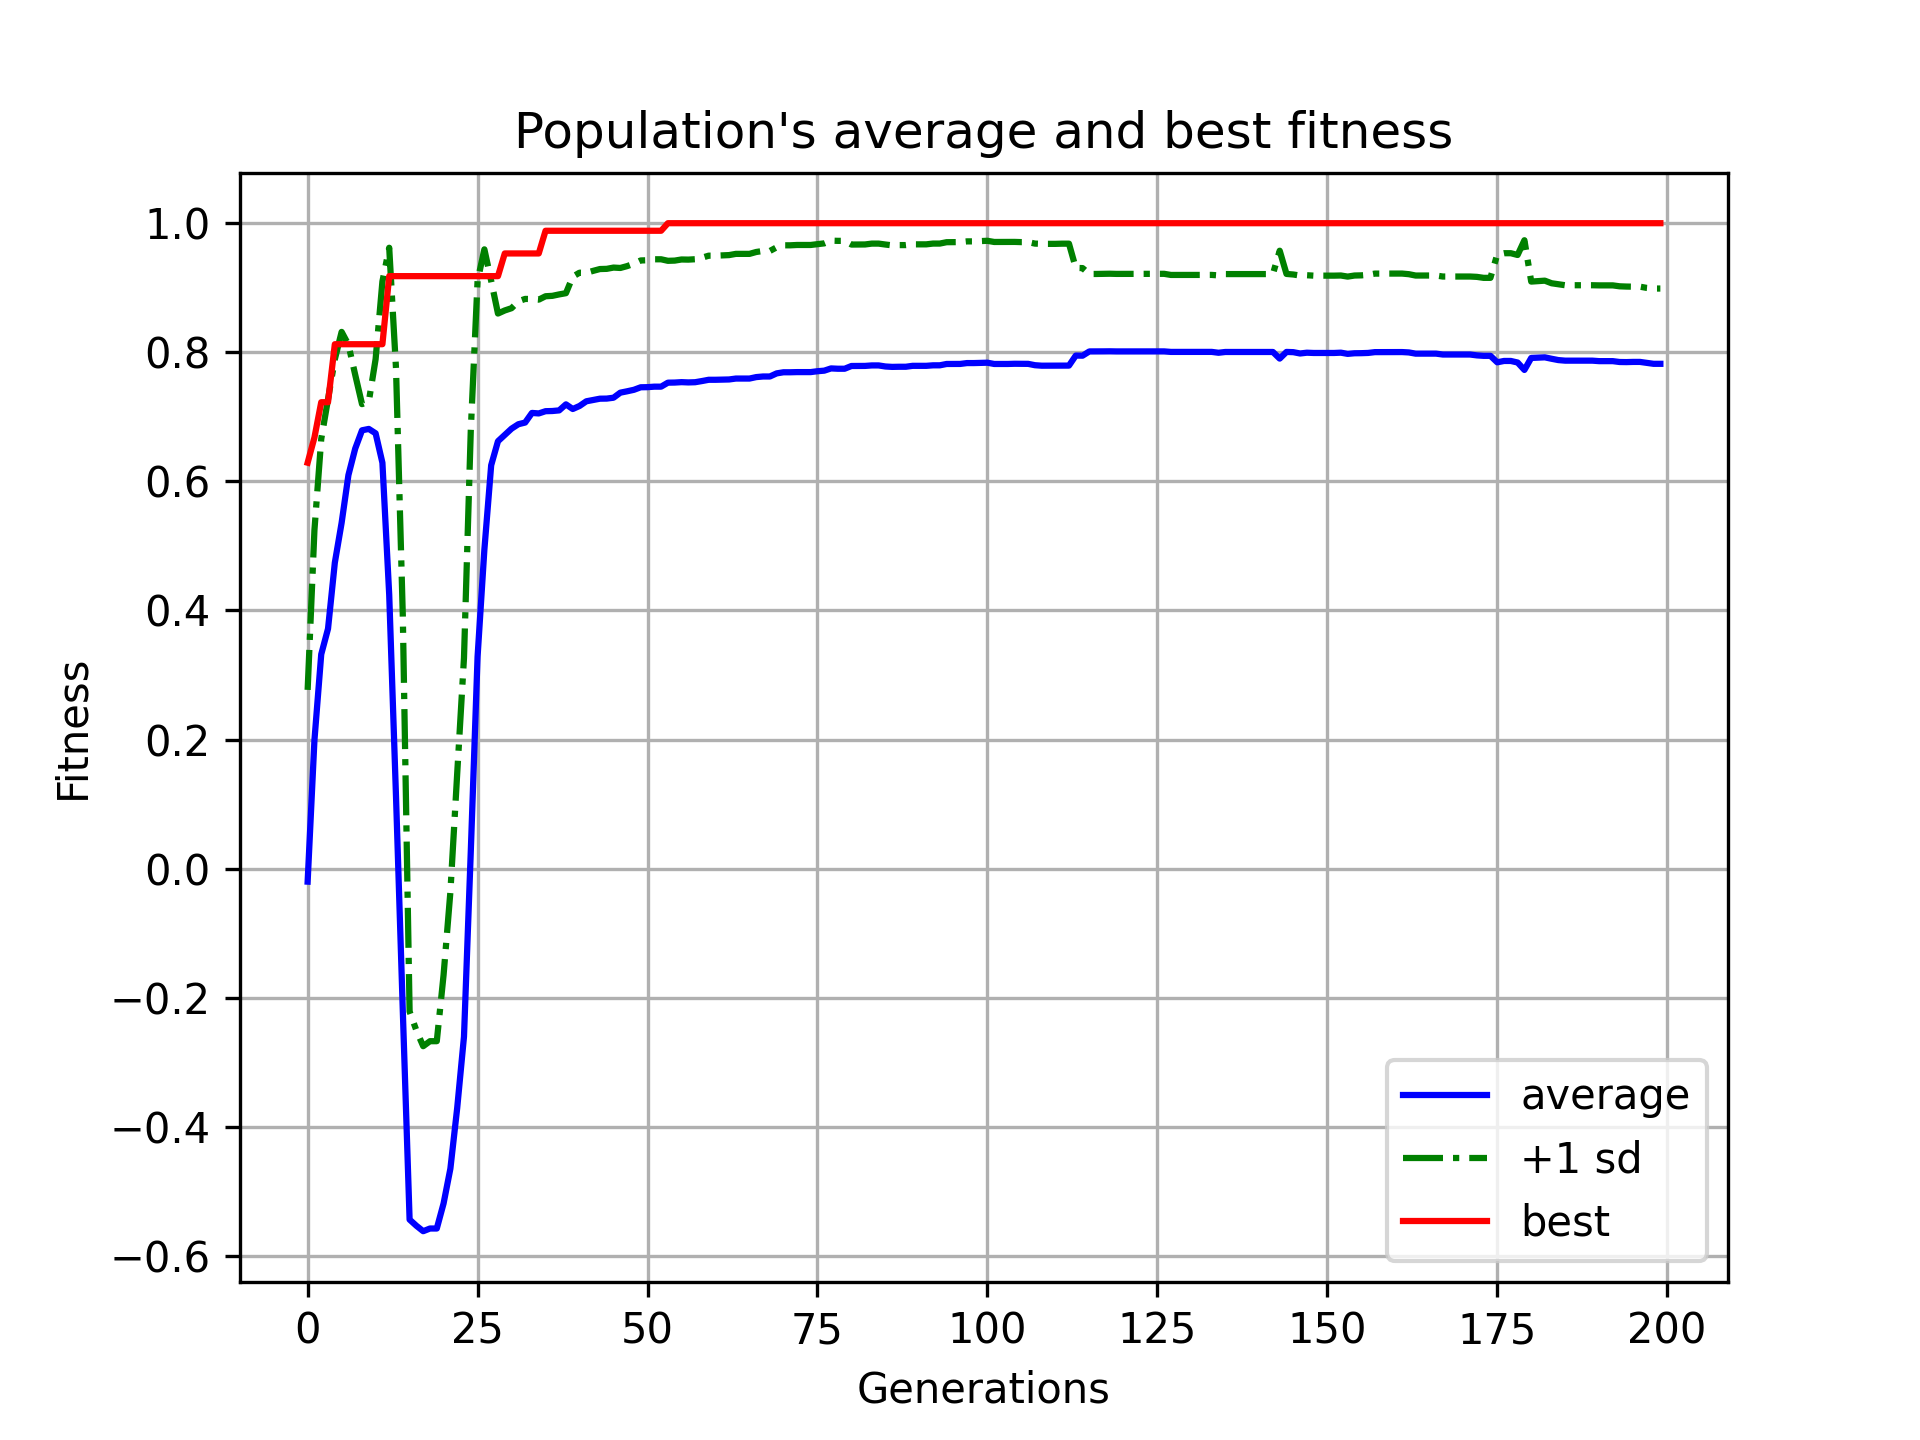 Population's average and best fitness
1.0
0.8
0.6
0.4
0.2
0.0
−0.2
−0.4
−0.6
Fitness
average
+1 sd
best
0 25 50 75 100 125 150 175 200
Generations